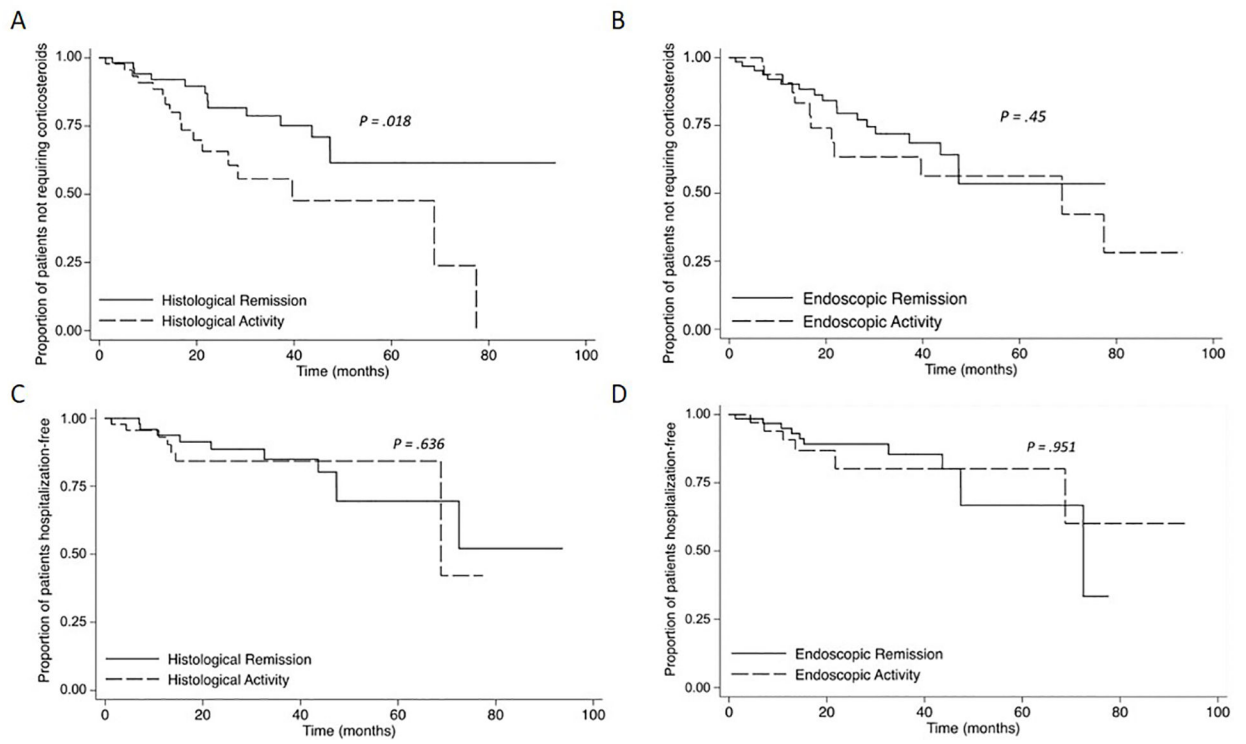 A
Proportion of patients not requiring corticosteroids
1.00
0.75
0.50
0.25
0.00
P = .018
Histological Remission
Histological Activity
0 20 40 60 80 100
Time (months)
B
Proportion of patients not requiring corticosteroids
1.00
0.75
0.50
0.25
0.00
P = .45
Endoscopic Remission
Endoscopic Activity
0 20 40 60 80 100
Time (months)
C
Proportion of patients hospitalization-free
1.00
0.75
0.50
0.25
0.00
P = .636
Histological Remission
Histological Activity
0 20 40 60 80 100
Time (months)
D
Proportion of patients hospitalization-free
1.00
0.75
0.50
0.25
0.00
P = .951
Endoscopic Remission
Endoscopic Activity
0 20 40 60 80 100
Time (months)